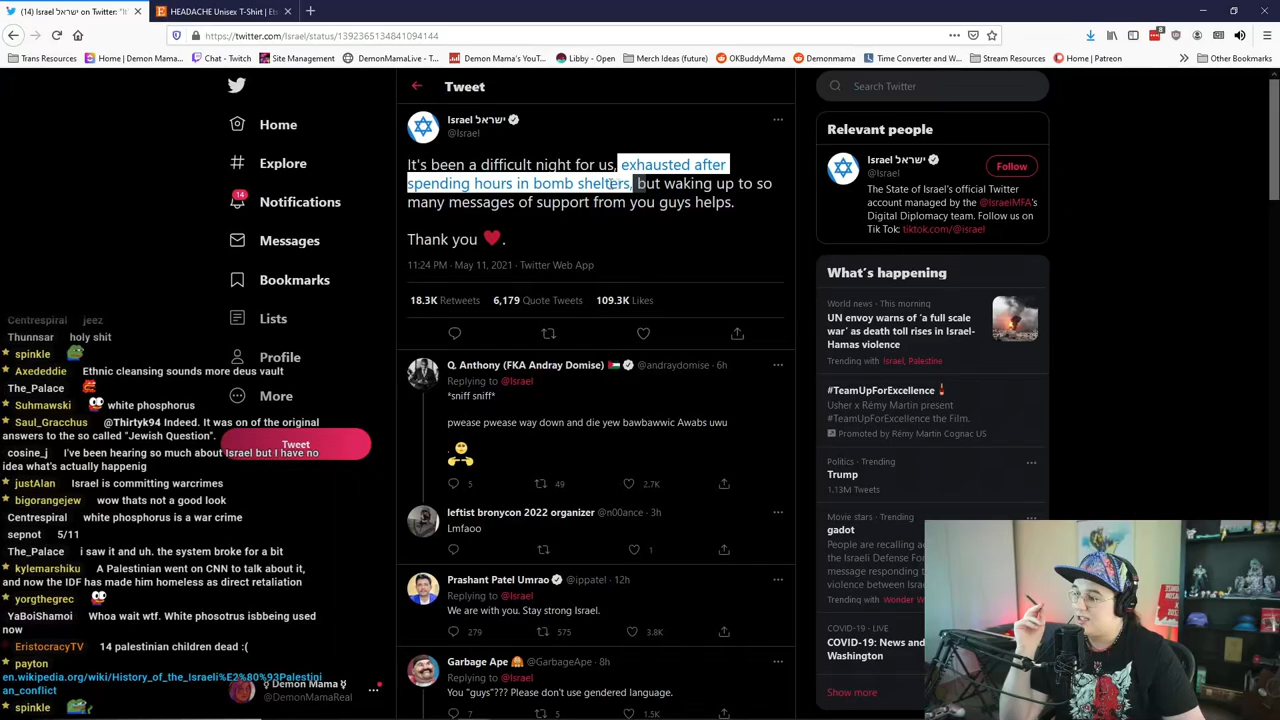 (14) Israel ישראל on Twitter: "It'
HEADACHE Unisex T-Shirt | Ets
https://twitter.com/Israel/status/1392365134841094144
Trans Resources
Home | Demon Mama...
Chat - Twitch
Site Management
DemonMamaLive - T...
Demon Mama's YouT...
Libby - Open
Merch Ideas (future)
OKBuddyMama
Demonmama
Time Converter and W...
Stream Resources
Home | Patreon
Other Bookmarks
Home
Explore
14
Notifications
Messages
Bookmarks
Lists
Profile
More
Tweet
Demon Mama
@DemonMamaReal
Tweet
Israel ישראל
@Israel
It's been a difficult night for us, exhausted after
spending hours in bomb shelters, but waking up to so
many messages of support from you guys helps.
Thank you ❤.
11:24 PM · May 11, 2021 · Twitter Web App
18.3K Retweets 6,179 Quote Tweets 109.3K Likes
Q. Anthony (FKA Andray Domise) 🇵🇸 @andraydomise · 6h
Replying to @Israel
*sniff sniff*
pwease pwease way down and die yew bawbawwic Awabs uwu
5 49 2.7K
leftist bronycon 2022 organizer @n00ance · 3h
Lmfaoo
1
Prashant Patel Umrao @ippatel · 12h
Replying to @Israel
We are with you. Stay strong Israel.
279 575 3.8K
Garbage Ape @GarbageApe · 8h
Replying to @Israel
You "guys"??? Please don't use gendered language.
7 5 1.5K
Search Twitter
Relevant people
Israel ישראל
@Israel
Follow
The State of Israel's official Twitter
account managed by the @IsraelMFA's
Digital Diplomacy team. Follow us on
Tik Tok: tiktok.com/@israel
What's happening
World news · This morning
UN envoy warns of 'a full scale
war' as death toll rises in Israel-
Hamas violence
Trending with Israel, Palestine
#TeamUpForExcellence
Usher x Rémy Martin present
#TeamUpForExcellence the Film.
Promoted by Rémy Martin Cognac US
Politics · Trending
Trump
1.13M Tweets
Movie stars · Trending
gadot
People are recalling ac
the Israeli Defense For
message responding t
violence between Isra
Trending with Wonder W
COVID-19 · LIVE
COVID-19: News and
Washington
Show more
Centrespiral jeez
Thunnsar holy shit
spinkle
Axededdie Ethnic cleansing sounds more deus vault
The_Palace
Suhmawski white phosphorus
Saul_Gracchus @Thirtyk94 Indeed. It was on of the original
answers to the so called "Jewish Question".
cosine_j I've been hearing so much about Israel but I have no
idea what's actually happenig
justAlan Israel is committing warcrimes
bigorangejew wow thats not a good look
Centrespiral white phosphorus is a war crime
sepnot 5/11
The_Palace i saw it and uh. the system broke for a bit
kylemarshiku A Palestinian went on CNN to talk about it,
and now the IDF has made him homeless as direct retaliation
yorgthegrec
YaBoiShamoi Whoa wait wtf. White phosotrus isbbeing used
now
EristocracyTV 14 palestinian children dead :(
payton
en.wikipedia.org/wiki/History_of_the_Israeli%E2%80%93Palestini
an_conflict
spinkle